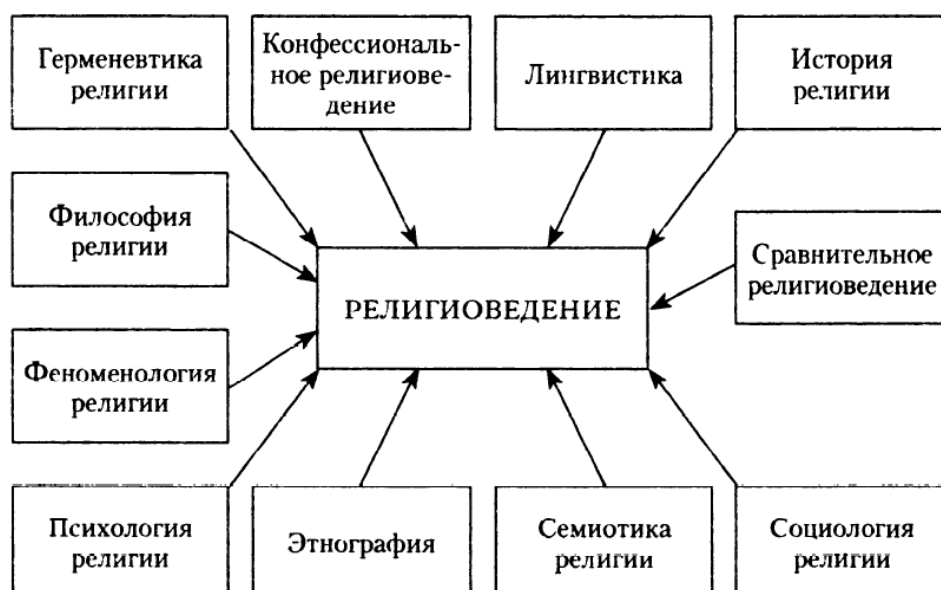 Герменевтика
религии
Конфессиональ-
ное религиове-
дение
Лингвистика
История
религии
Философия
религии
Сравнительное
религиоведение
РЕЛИГИОВЕДЕНИЕ
Феноменология
религии
Психология
религии
Этнография
Семиотика
религии
Социология
религии